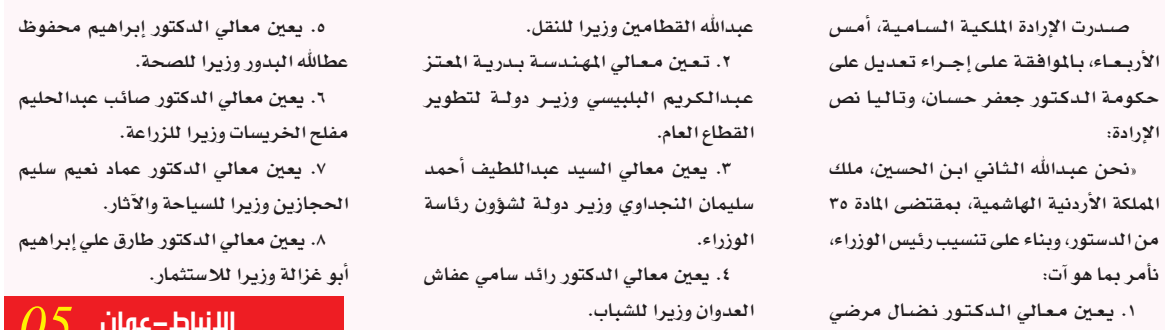 صدرت الإرادة الملكية السامية، أمس
الأربعاء، بالموافقة على إجراء تعديل على
حكومة الدكتور جعفر حسان، وتاليا نص
الإرادة:
«نحن عبدالله الثاني ابن الحسين، ملك
المملكة الأردنية الهاشمية، بمقتضى المادة ٣٥
من الدستور، وبناء على تنسيب رئيس الوزراء،
نأمر بما هو آت:
١. يعين معالي الدكتور نضال مرضي
عبدالله القطامين وزيرا للنقل.
٢. تعين معالي المهندسة بدرية المعتز
عبدالكريم البلبيسي وزير دولة لتطوير
القطاع العام.
٣. يعين معالي السيد عبداللطيف أحمد
سليمان النجداوي وزير دولة لشؤون رئاسة
الوزراء.
٤. يعين معالي الدكتور رائد سامي عفاش
العدوان وزيرا للشباب.
٥. يعين معالي الدكتور إبراهيم محفوظ
عطالله البدور وزيرا للصحة.
٦. يعين معالي الدكتور صائب عبدالحليم
مفلح الخريسات وزيرا للزراعة.
٧. يعين معالي الدكتور عماد نعيم سليم
الحجازين وزيرا للسياحة والآثار.
٨. يعين معالي الدكتور طارق علي إبراهيم
أبو غزالة وزيرا للاستثمار.
الانباط-عمان 05